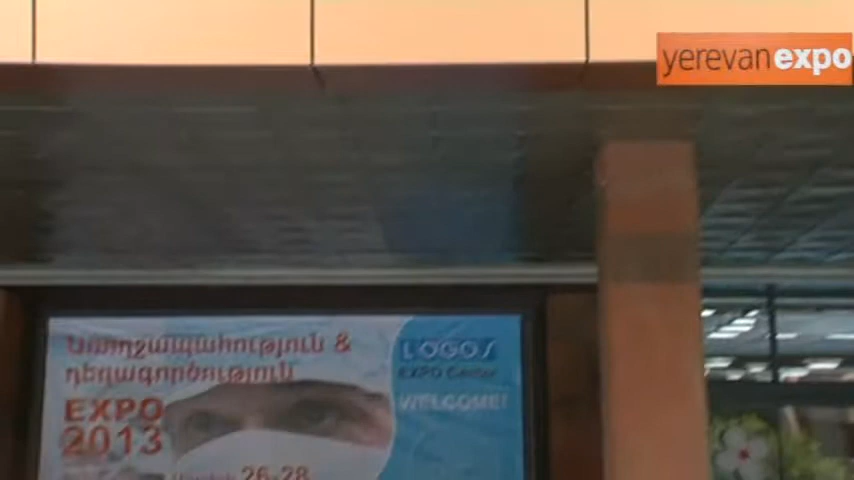 yerevanexpo
Առողջապահություն &
դեղագործություն
EXPO
2013
26-28
LOGOS
EXPO Center
WELCOME!